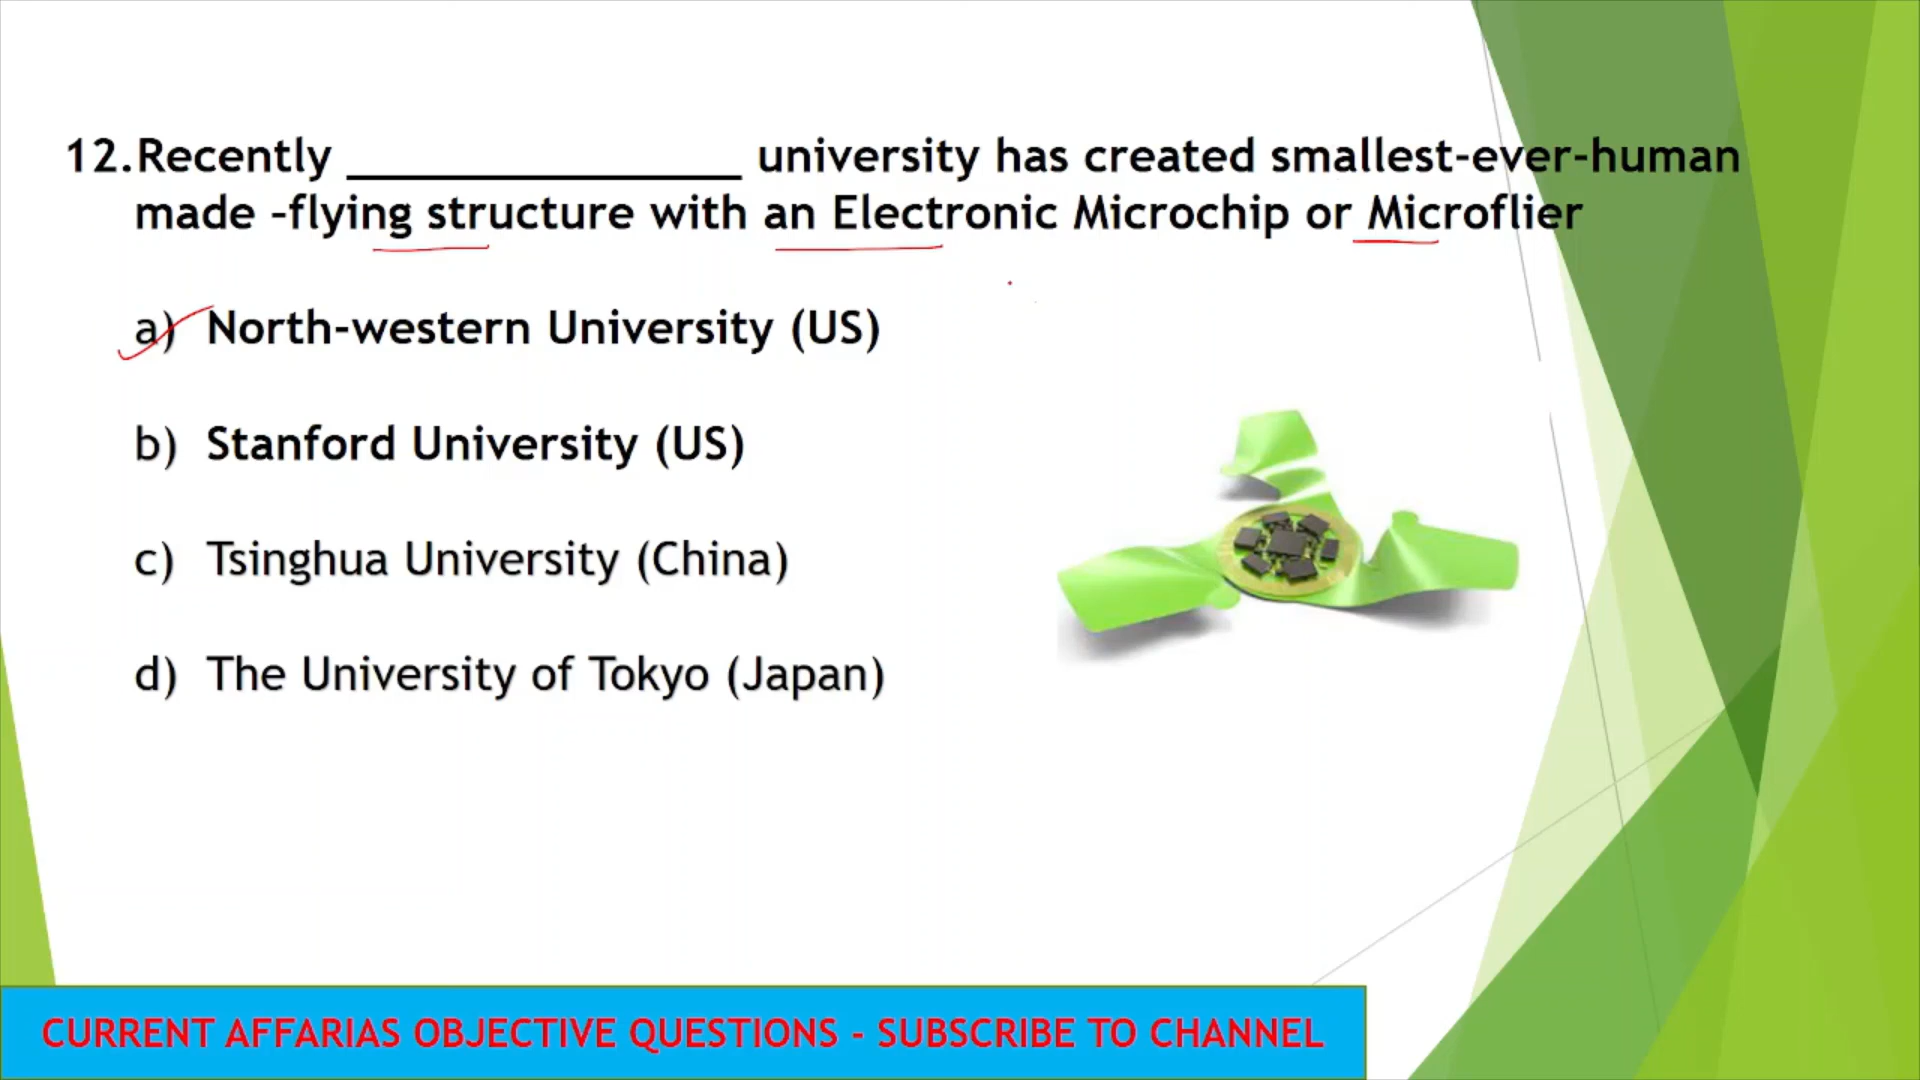 12.Recently ________________ university has created smallest-ever-human
made -flying structure with an Electronic Microchip or Microflier
a) North-western University (US)
b) Stanford University (US)
c) Tsinghua University (China)
d) The University of Tokyo (Japan)
CURRENT AFFARIAS OBJECTIVE QUESTIONS - SUBSCRIBE TO CHANNEL